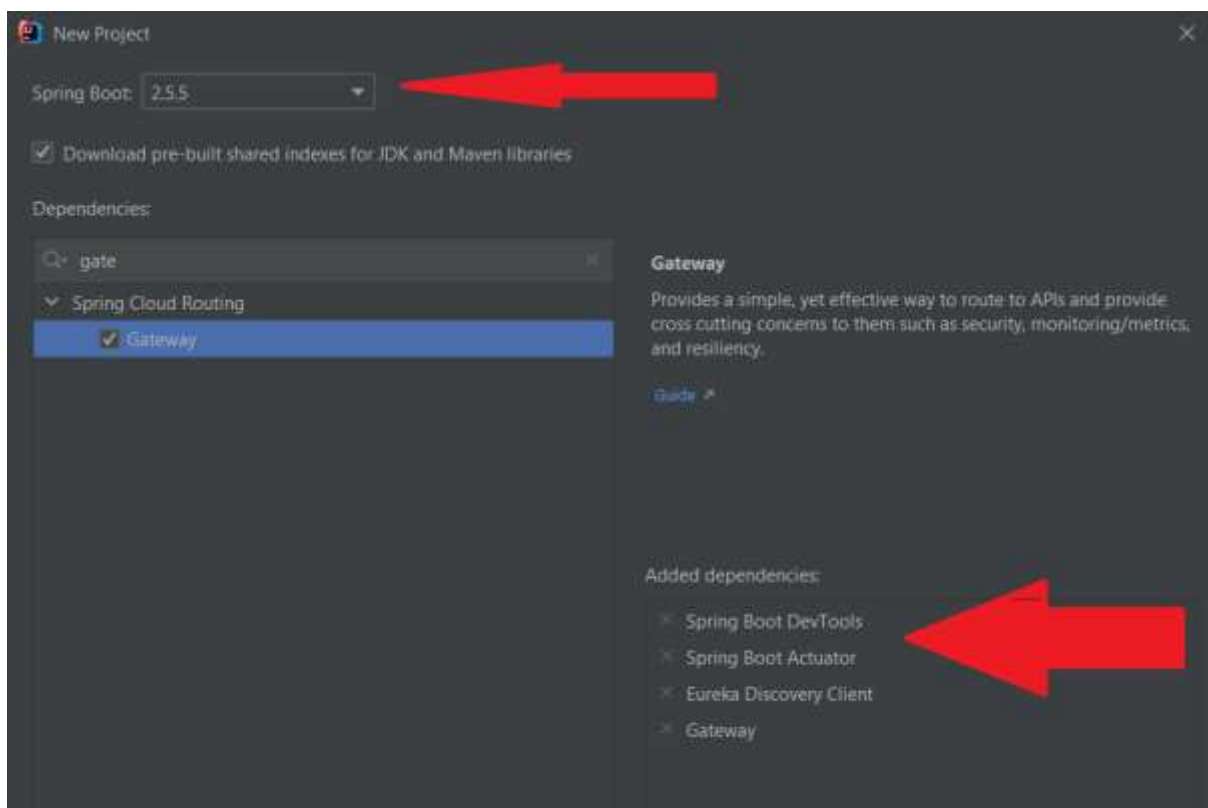 New Project
Spring Boot: 2.5.5
Download pre-built shared indexes for JDK and Maven libraries
Dependencies:
gate
Spring Cloud Routing
Gateway
Gateway
Provides a simple, yet effective way to route to APIs and provide
cross cutting concerns to them such as security, monitoring/metrics,
and resiliency.
Guide
Added dependencies:
Spring Boot DevTools
Spring Boot Actuator
Eureka Discovery Client
Gateway